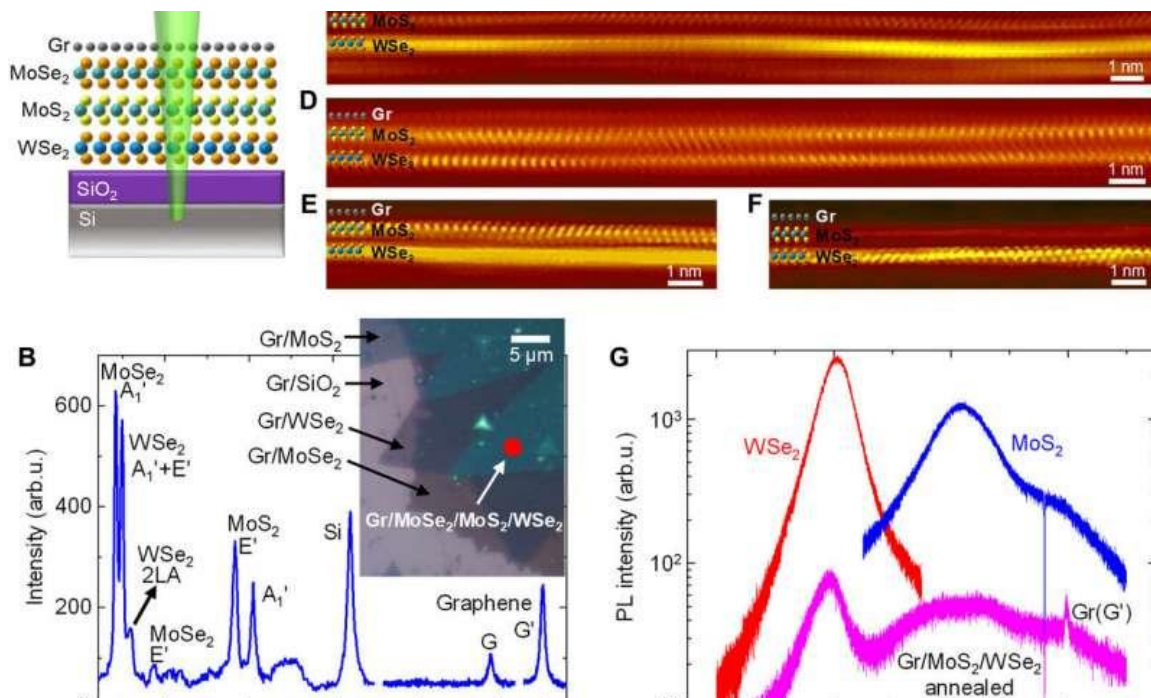 Gr
MoSe₂
MoS₂
WSe₂
SiO₂
Si
MoS₂
WSe₂
1 nm
D
Gr
MoS₂
WSe₂
1 nm
E
Gr
MoS₂
WSe₂
1 nm
F
Gr
MoS₂
WSe₂
1 nm
B
Gr/MoS₂
Gr/SiO₂
Gr/WSe₂
Gr/MoSe₂
5 µm
Gr/MoSe₂/MoS₂/WSe₂
MoSe₂
A₁'
WSe₂
A₁'+E'
WSe₂
2LA
MoSe₂
E'
MoS₂
E'
A₁'
Si
Graphene
G
G'
600
400
200
Intensity (arb.u.)
G
10³
10²
PL intensity (arb.u.)
WSe₂
MoS₂
Gr(G')
Gr/MoS₂/WSe₂
annealed